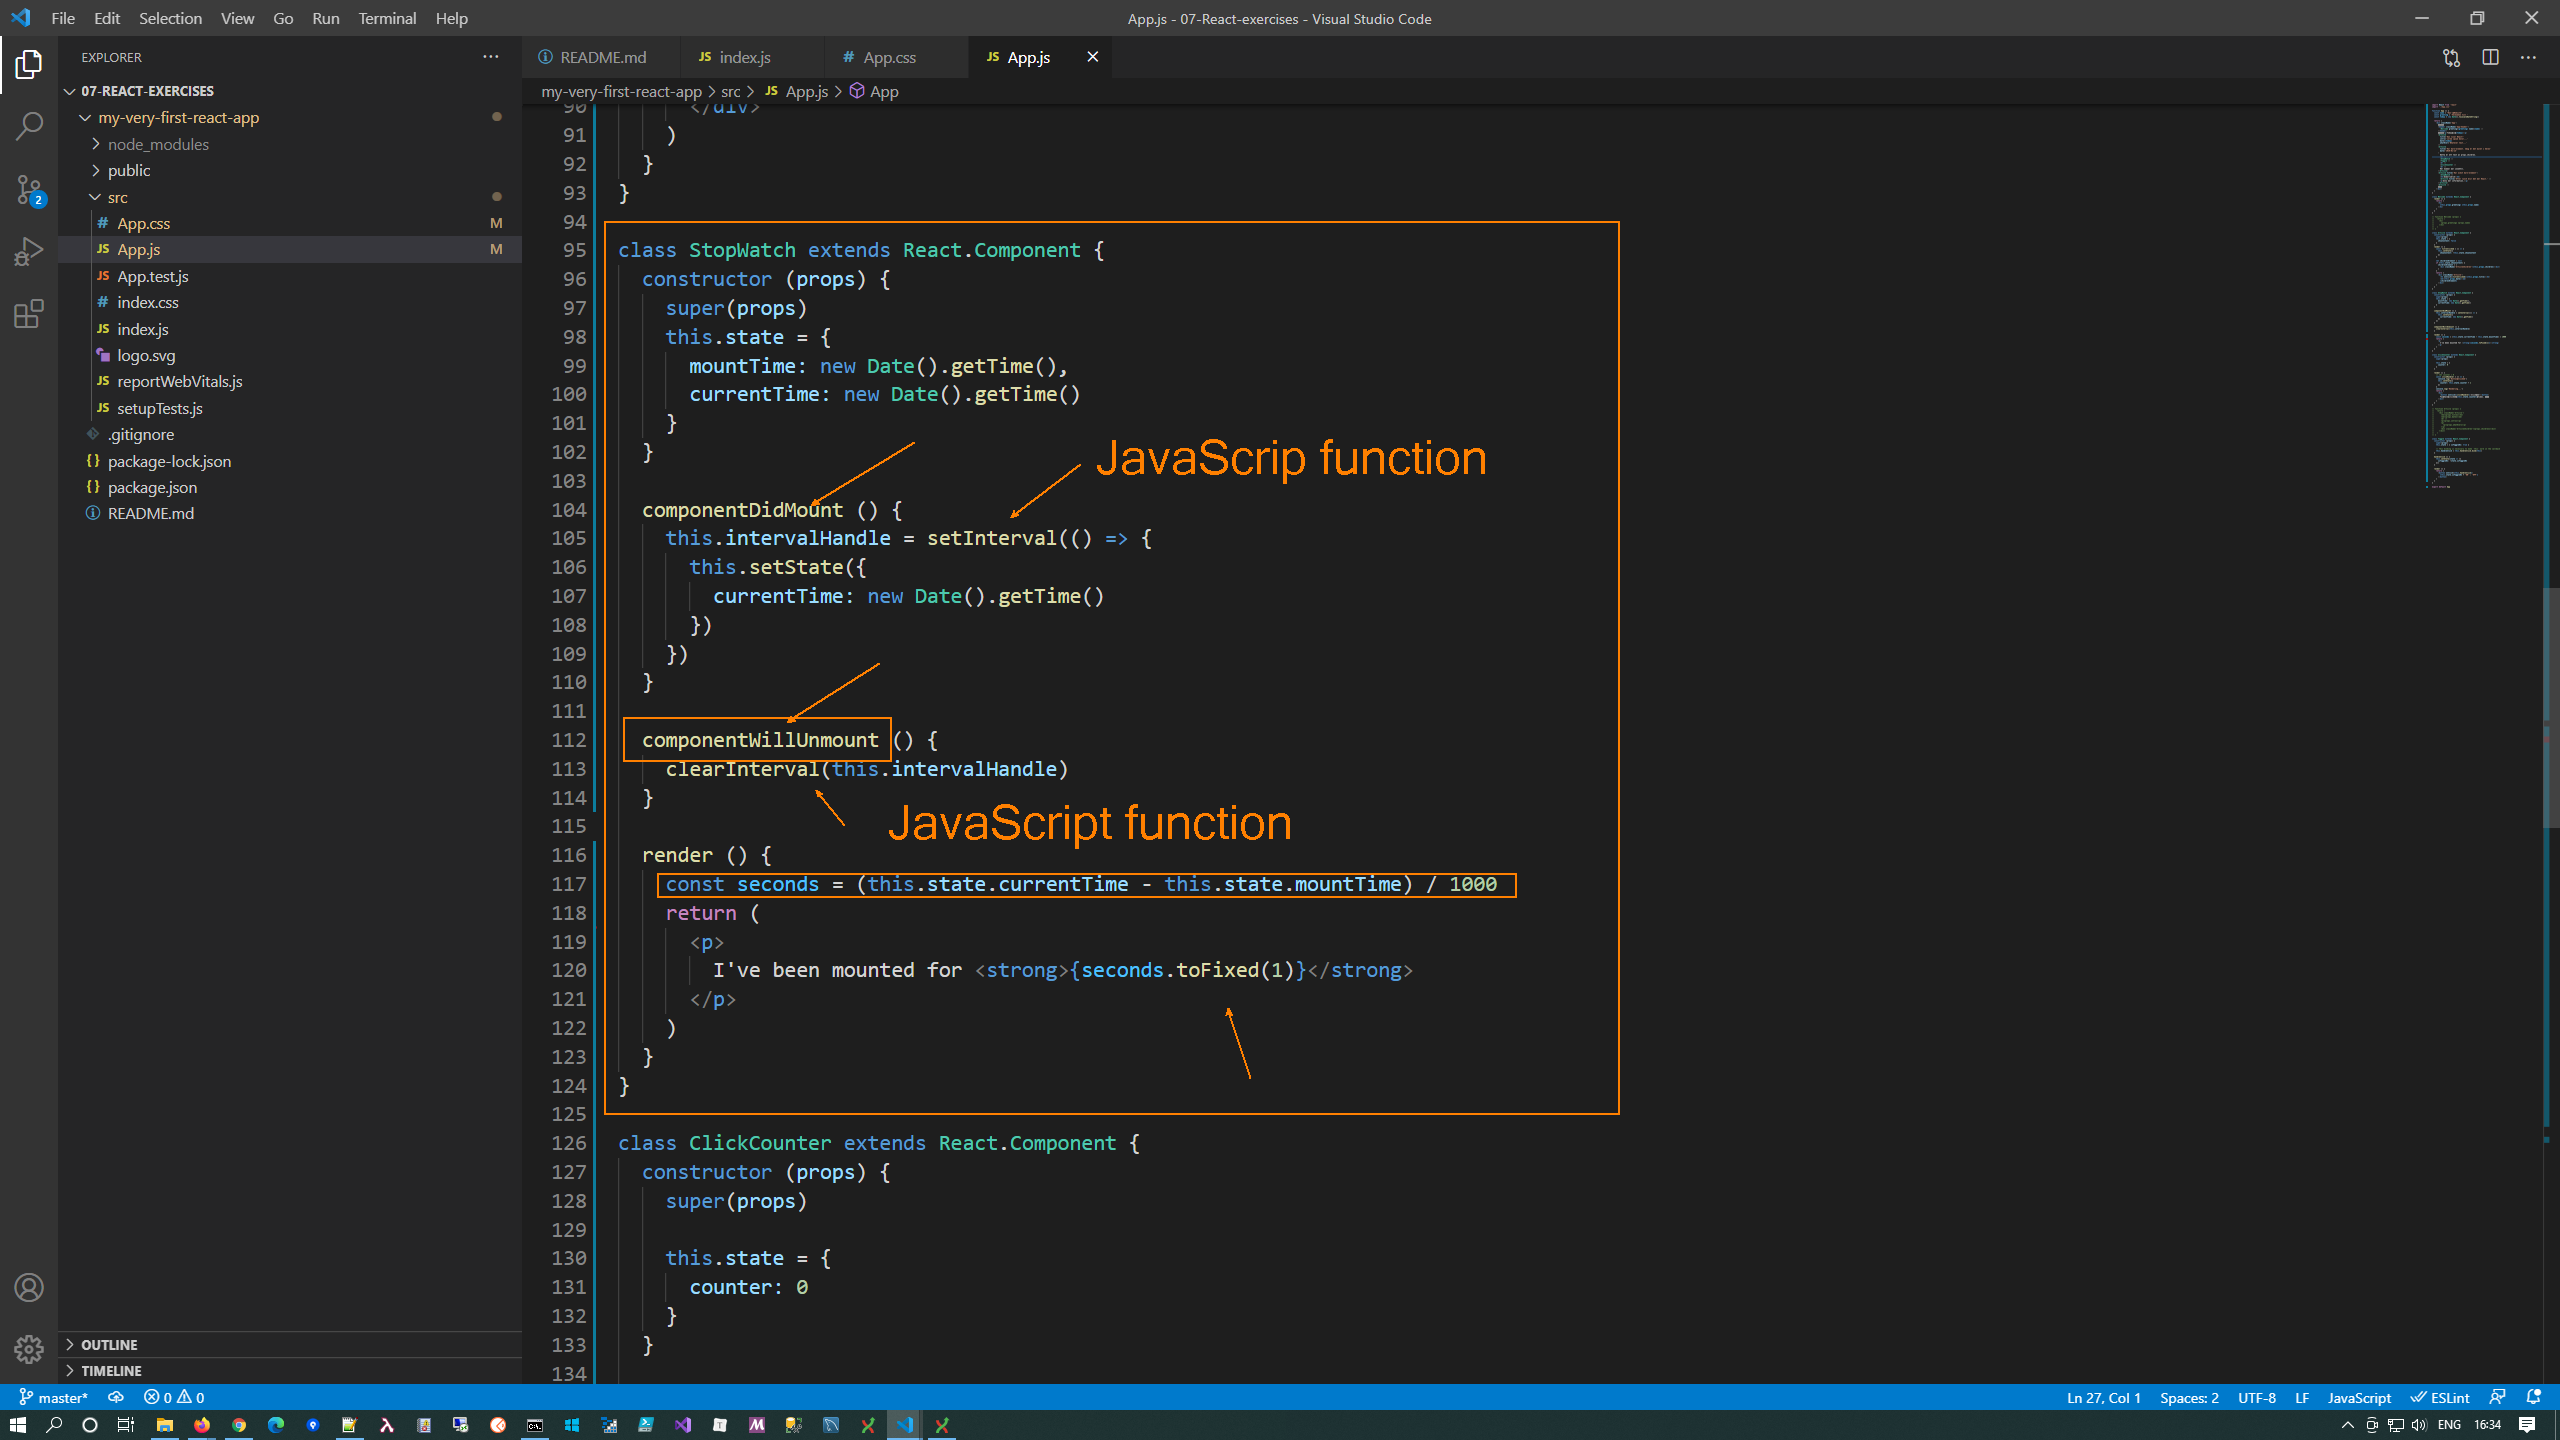 File Edit Selection View Go Run Terminal Help
App.js - 07-React-exercises - Visual Studio Code
EXPLORER
07-REACT-EXERCISES
my-very-first-react-app
node_modules
public
src
App.css M
App.js M
App.test.js
index.css
index.js
logo.svg
reportWebVitals.js
setupTests.js
.gitignore
package-lock.json
package.json
README.md
OUTLINE
TIMELINE
README.md index.js App.css App.js
my-very-first-react-app > src > JS App.js > App
90 </div>
91 )
92 }
93 }
94
95 class StopWatch extends React.Component {
96 constructor (props) {
97 super(props)
98 this.state = {
99 mountTime: new Date().getTime(),
100 currentTime: new Date().getTime()
101 }
102 }
JavaScrip function
103
104 componentDidMount () {
105 this.intervalHandle = setInterval(() => {
106 this.setState({
107 currentTime: new Date().getTime()
108 })
109 })
110 }
111
112 componentWillUnmount () {
113 clearInterval(this.intervalHandle)
114 }
JavaScript function
115
116 render () {
117 const seconds = (this.state.currentTime - this.state.mountTime) / 1000
118 return (
119 <p>
120 I've been mounted for <strong>{seconds.toFixed(1)}</strong>
121 </p>
122 )
123 }
124 }
125
126 class ClickCounter extends React.Component {
127 constructor (props) {
128 super(props)
129
130 this.state = {
131 counter: 0
132 }
133 }
134
2
master* 0 0
Ln 27, Col 1 Spaces: 2 UTF-8 LF JavaScript ESLint
ENG 16:34